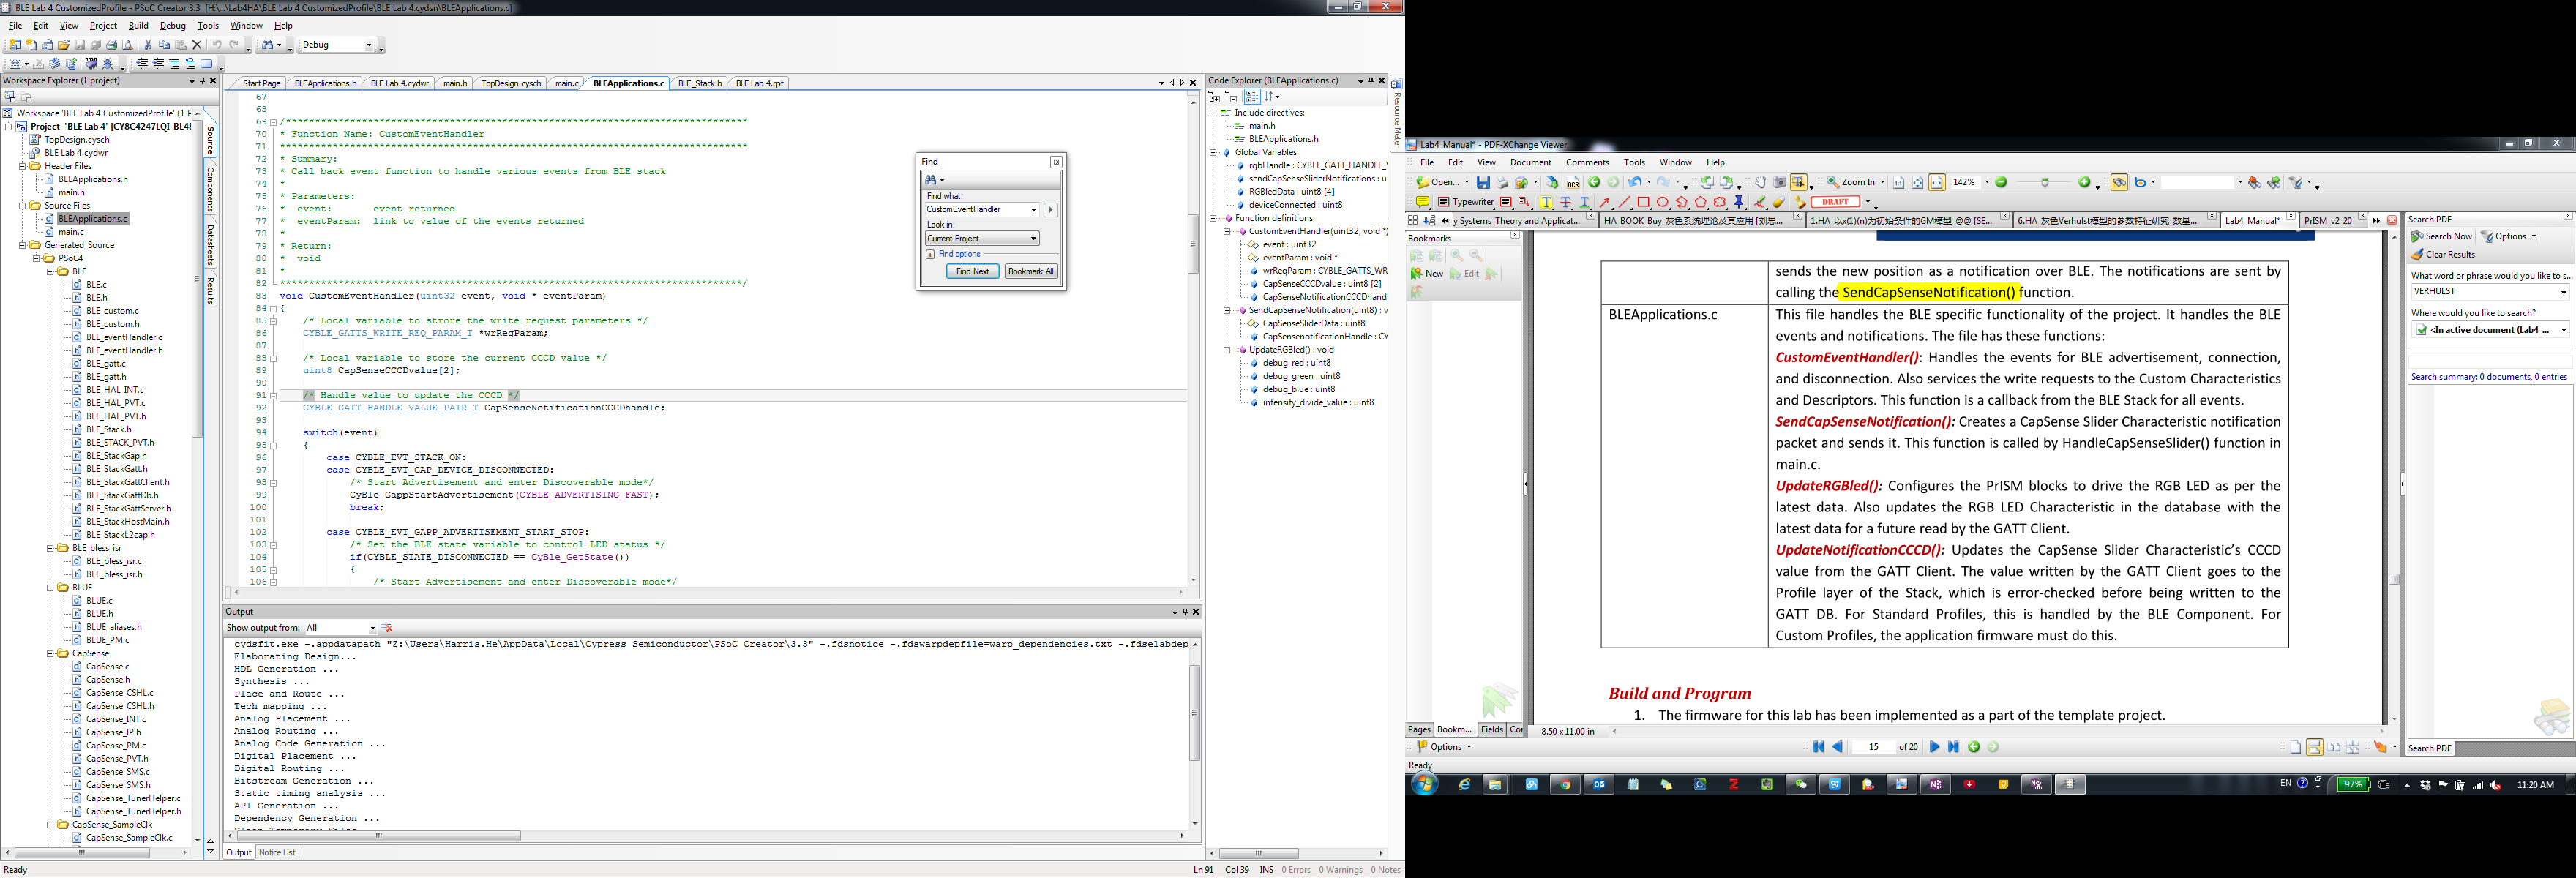 BLE Lab 4 CustomizedProfile - PSoC Creator 3.3 [H:\...\Lab4HA\BLE Lab 4 CustomizedProfile\BLE Lab 4.cydsn\BLEApplications.c]
File Edit View Project Build Debug Tools Window Help
Debug
Workspace Explorer (1 project)
Workspace 'BLE Lab 4 CustomizedProfile' (1 F
Project 'BLE Lab 4' [CY8C4247LQI-BL48
TopDesign.cysch
BLE Lab 4.cydwr
Header Files
BLEApplications.h
main.h
Source Files
BLEApplications.c
main.c
Generated_Source
PSoC4
BLE
BLE.c
BLE.h
BLE_custom.c
BLE_custom.h
BLE_eventHandler.c
BLE_eventHandler.h
BLE_gatt.c
BLE_gatt.h
BLE_HAL_INT.c
BLE_HAL_PVT.c
BLE_HAL_PVT.h
BLE_Stack.h
BLE_STACK_PVT.h
BLE_StackGap.h
BLE_StackGatt.h
BLE_StackGattClient.h
BLE_StackGattDb.h
BLE_StackGattServer.h
BLE_StackHostMain.h
BLE_StackL2cap.h
BLE_bless_isr
BLE_bless_isr.c
BLE_bless_isr.h
BLUE
BLUE.c
BLUE.h
BLUE_aliases.h
BLUE_PM.c
CapSense
CapSense.c
CapSense.h
CapSense_CSHL.c
CapSense_CSHL.h
CapSense_INT.c
CapSense_IP.h
CapSense_PM.c
CapSense_PVT.h
CapSense_SMS.c
CapSense_SMS.h
CapSense_TunerHelper.c
CapSense_TunerHelper.h
CapSense_SampleClk
CapSense_SampleClk.c
Source
Components
Datasheets
Results
Start Page BLEApplications.h BLE Lab 4.cydwr main.h TopDesign.cysch main.c BLEApplications.c BLE_Stack.h BLE Lab 4.rpt
67
68
69 /*******************************************************************************
70 * Function Name: CustomEventHandler
71 ********************************************************************************
72 * Summary:
73 * Call back event function to handle various events from BLE stack
74 *
75 * Parameters:
76 * event: event returned
77 * eventParam: link to value of the events returned
78 *
79 * Return:
80 * void
81 *
82 *******************************************************************************/
83 void CustomEventHandler(uint32 event, void * eventParam)
84 {
85 /* Local variable to strore the write request parameters */
86 CYBLE_GATTS_WRITE_REQ_PARAM_T *wrReqParam;
87
88 /* Local variable to store the current CCCD value */
89 uint8 CapSenseCCCDvalue[2];
90
91 /* Handle value to update the CCCD */
92 CYBLE_GATT_HANDLE_VALUE_PAIR_T CapSenseNotificationCCCDhandle;
93
94 switch(event)
95 {
96 case CYBLE_EVT_STACK_ON:
97 case CYBLE_EVT_GAP_DEVICE_DISCONNECTED:
98 /* Start Advertisement and enter Discoverable mode*/
99 CyBle_GappStartAdvertisement(CYBLE_ADVERTISING_FAST);
100 break;
101
102 case CYBLE_EVT_GAPP_ADVERTISEMENT_START_STOP:
103 /* Set the BLE state variable to control LED status */
104 if(CYBLE_STATE_DISCONNECTED == CyBle_GetState())
105 {
106 /* Start Advertisement and enter Discoverable mode*/
Find
Find what:
CustomEventHandler
Look in:
Current Project
Find options
Find Next Bookmark All
Output
Show output from: All
cydsfit.exe -.appdatapath "Z:\Users\Harris.He\AppData\Local\Cypress Semiconductor\PSoC Creator\3.3" -.fdsnotice -.fdswarpdepfile=warp_dependencies.txt -.fdselabdep
Elaborating Design...
HDL Generation ...
Synthesis ...
Place and Route ...
Tech mapping ...
Analog Placement ...
Analog Routing ...
Analog Code Generation ...
Digital Placement ...
Digital Routing ...
Bitstream Generation ...
Static timing analysis ...
API Generation ...
Dependency Generation ...
Output Notice List
Ready
Ln 91 Col 39 INS 0 Errors 0 Warnings 0 Notes
Code Explorer (BLEApplications.c)
Include directives:
main.h
BLEApplications.h
Global Variables:
rgbHandle : CYBLE_GATT_HANDLE_
sendCapSenseSliderNotifications : u
RGBledData : uint8 [4]
deviceConnected : uint8
Function definitions:
CustomEventHandler(uint32, void *)
event : uint32
eventParam : void *
wrReqParam : CYBLE_GATTS_WR
CapSenseCCCDvalue : uint8 [2]
CapSenseNotificationCCCDhand
SendCapSenseNotification(uint8) : v
CapSenseSliderData : uint8
CapSensenotificationHandle : CY
UpdateRGBled() : void
debug_red : uint8
debug_green : uint8
debug_blue : uint8
intensity_divide_value : uint8
Resource Meter
Lab4_Manual* - PDF-XChange Viewer
File Edit View Document Comments Tools Window Help
Open... OCR Zoom In 142%
Typewriter DRAFT
y Systems_Theory and Applicat... HA_BOOK_Buy_灰色系统理论及其应用 [刘思... 1.HA_以x(1)(n)为初始条件的GM模型_@@ [SE... 6.HA_灰色Verhulst模型的参数特征研究_数量... Lab4_Manual* PrISM_v2_20
Bookmarks
New Edit
sends the new position as a notification over BLE. The notifications are sent by
calling the SendCapSenseNotification() function.
BLEApplications.c
This file handles the BLE specific functionality of the project. It handles the BLE
events and notifications. The file has these functions:
CustomEventHandler(): Handles the events for BLE advertisement, connection,
and disconnection. Also services the write requests to the Custom Characteristics
and Descriptors. This function is a callback from the BLE Stack for all events.
SendCapSenseNotification(): Creates a CapSense Slider Characteristic notification
packet and sends it. This function is called by HandleCapSenseSlider() function in
main.c.
UpdateRGBled(): Configures the PrISM blocks to drive the RGB LED as per the
latest data. Also updates the RGB LED Characteristic in the database with the
latest data for a future read by the GATT Client.
UpdateNotificationCCCD(): Updates the CapSense Slider Characteristic's CCCD
value from the GATT Client. The value written by the GATT Client goes to the
Profile layer of the Stack, which is error-checked before being written to the
GATT DB. For Standard Profiles, this is handled by the BLE Component. For
Custom Profiles, the application firmware must do this.
Build and Program
1. The firmware for this lab has been implemented as a part of the template project.
Pages Bookm... Fields Cor
8.50 x 11.00 in
Options
15 of 20
Ready
Search PDF
Search Now Options
Clear Results
What word or phrase would you like to s...
VERHULST
Where would you like to search?
<In active document (Lab4_...
Search summary: 0 documents, 0 entries
Search PDF
EN 97% 11:20 AM